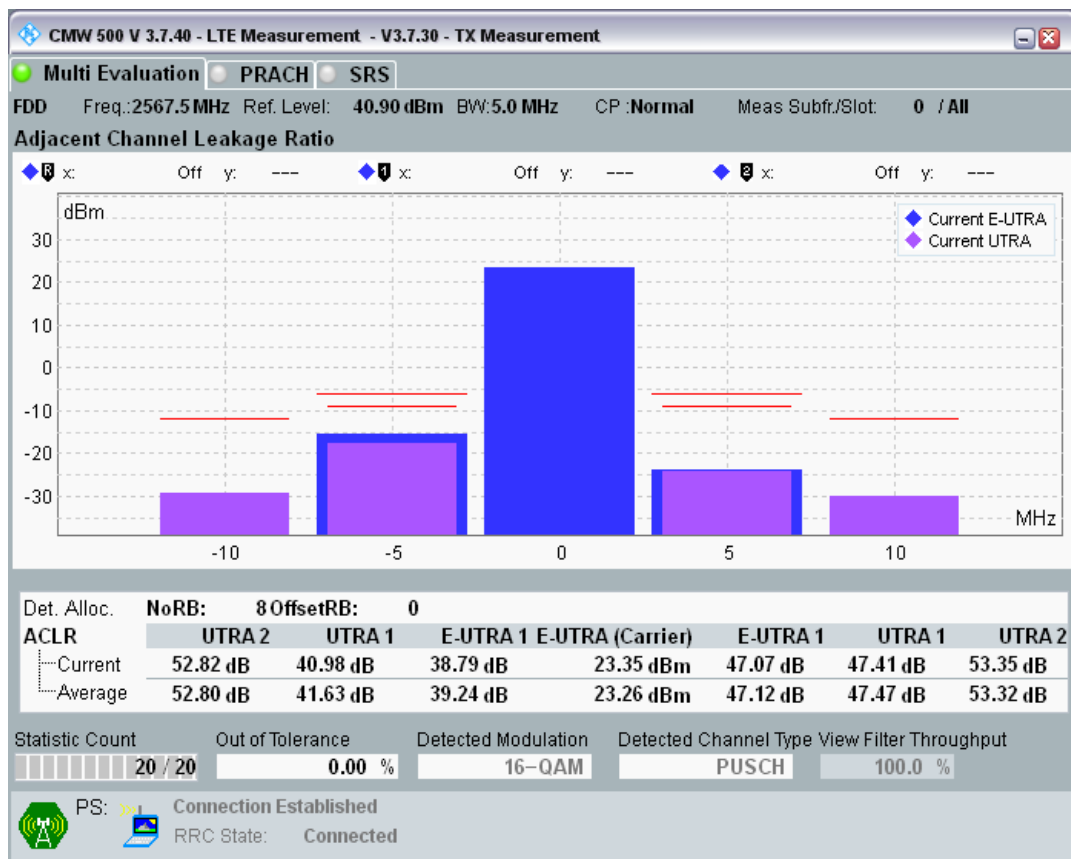 CMW 500 V 3.7.40 - LTE Measurement - V3.7.30 - TX Measurement
Multi Evaluation PRACH SRS
FDD Freq.:2567.5 MHz Ref. Level: 40.90 dBm BW:5.0 MHz CP :Normal Meas Subfr./Slot: 0 / All
Adjacent Channel Leakage Ratio
R x: Off y: --- 1 x: Off y: --- 2 x: Off y: ---
dBm
Current E-UTRA
Current UTRA
30
20
10
0
-10
-20
-30
MHz
-10 -5 0 5 10
Det. Alloc. NoRB: 8 OffsetRB: 0
ACLR UTRA 2 UTRA 1 E-UTRA 1 E-UTRA (Carrier) E-UTRA 1 UTRA 1 UTRA 2
Current 52.82 dB 40.98 dB 38.79 dB 23.35 dBm 47.07 dB 47.41 dB 53.35 dB
Average 52.80 dB 41.63 dB 39.24 dB 23.26 dBm 47.12 dB 47.47 dB 53.32 dB
Statistic Count Out of Tolerance Detected Modulation Detected Channel Type View Filter Throughput
20 / 20 0.00 % 16-QAM PUSCH 100.0 %
PS: Connection Established
RRC State: Connected